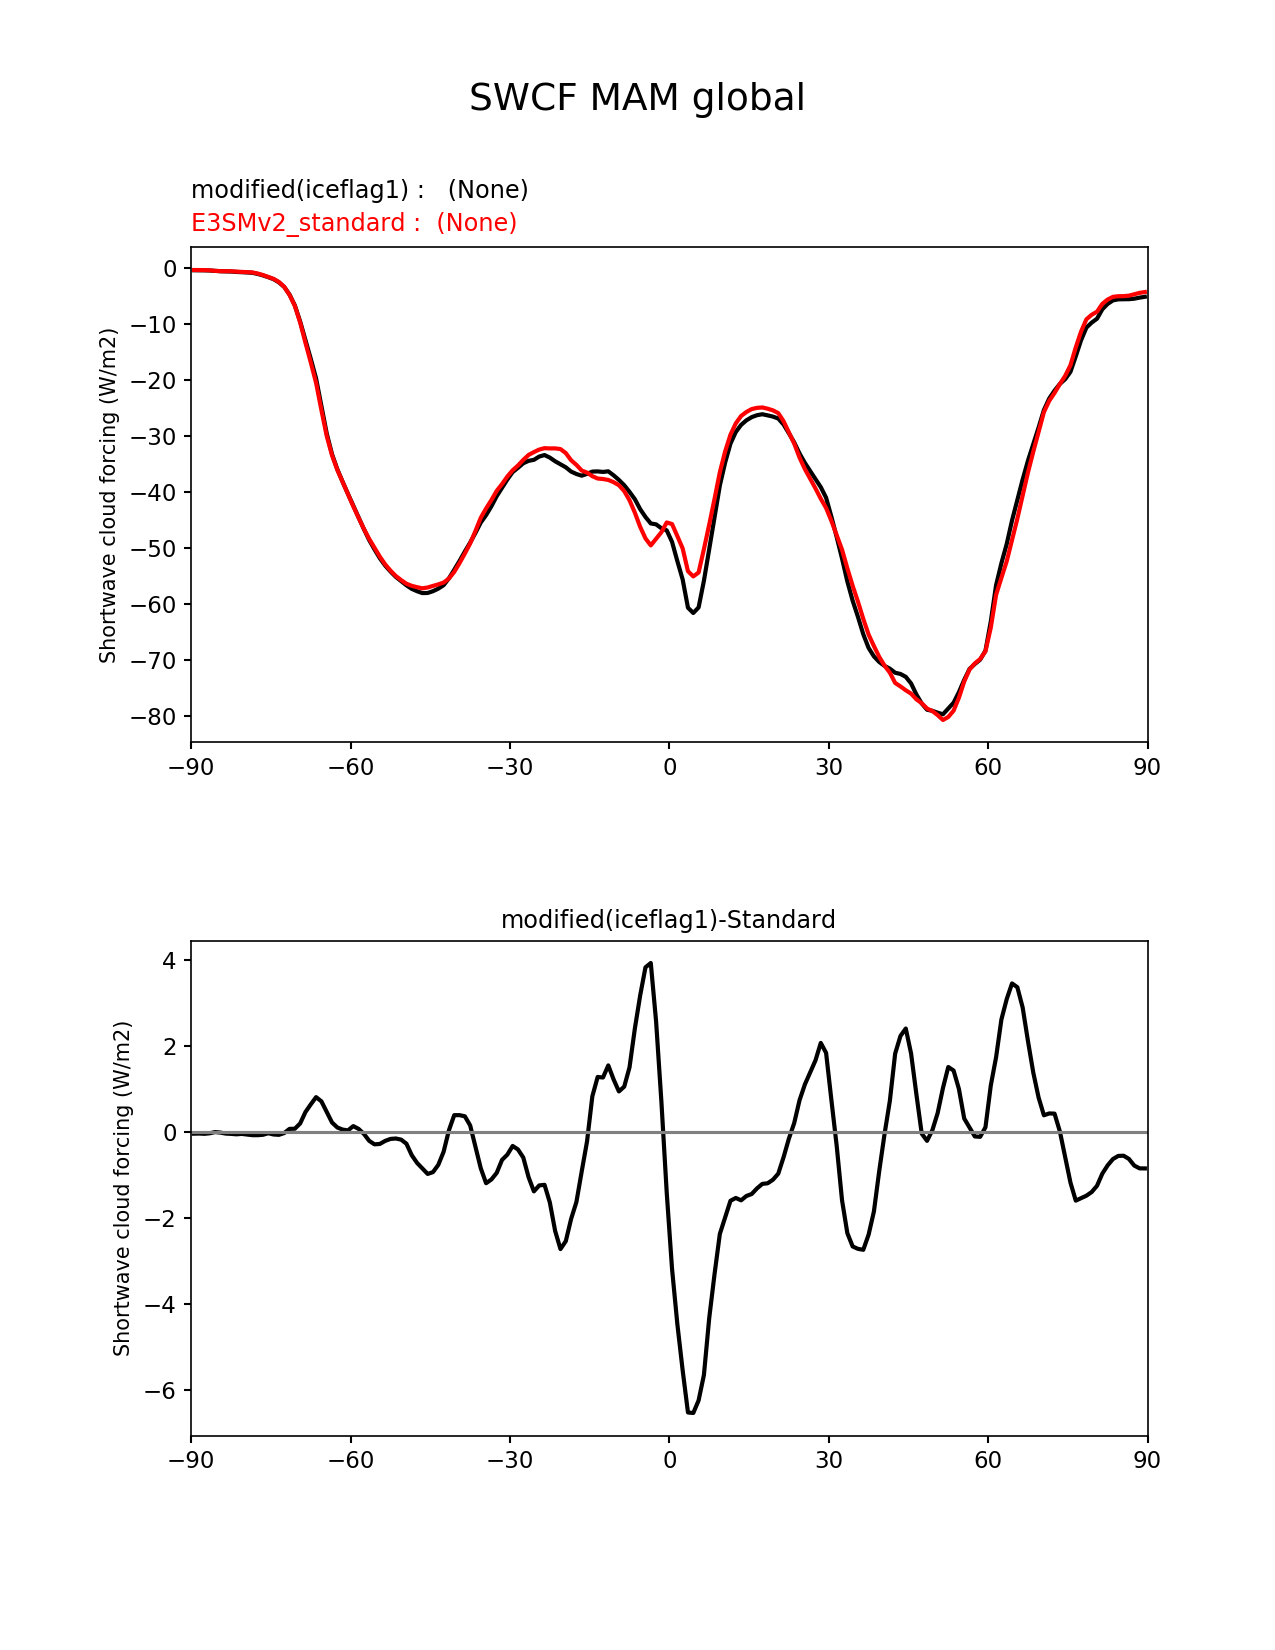 SWCF MAM global
modified(iceflag1) :   (None)
E3SMv2_standard :  (None)
Shortwave cloud forcing (W/m2)
0
−10
−20
−30
−40
−50
−60
−70
−80
−90 −60 −30 0 30 60 90
modified(iceflag1)-Standard
Shortwave cloud forcing (W/m2)
4
2
0
−2
−4
−6
−90 −60 −30 0 30 60 90